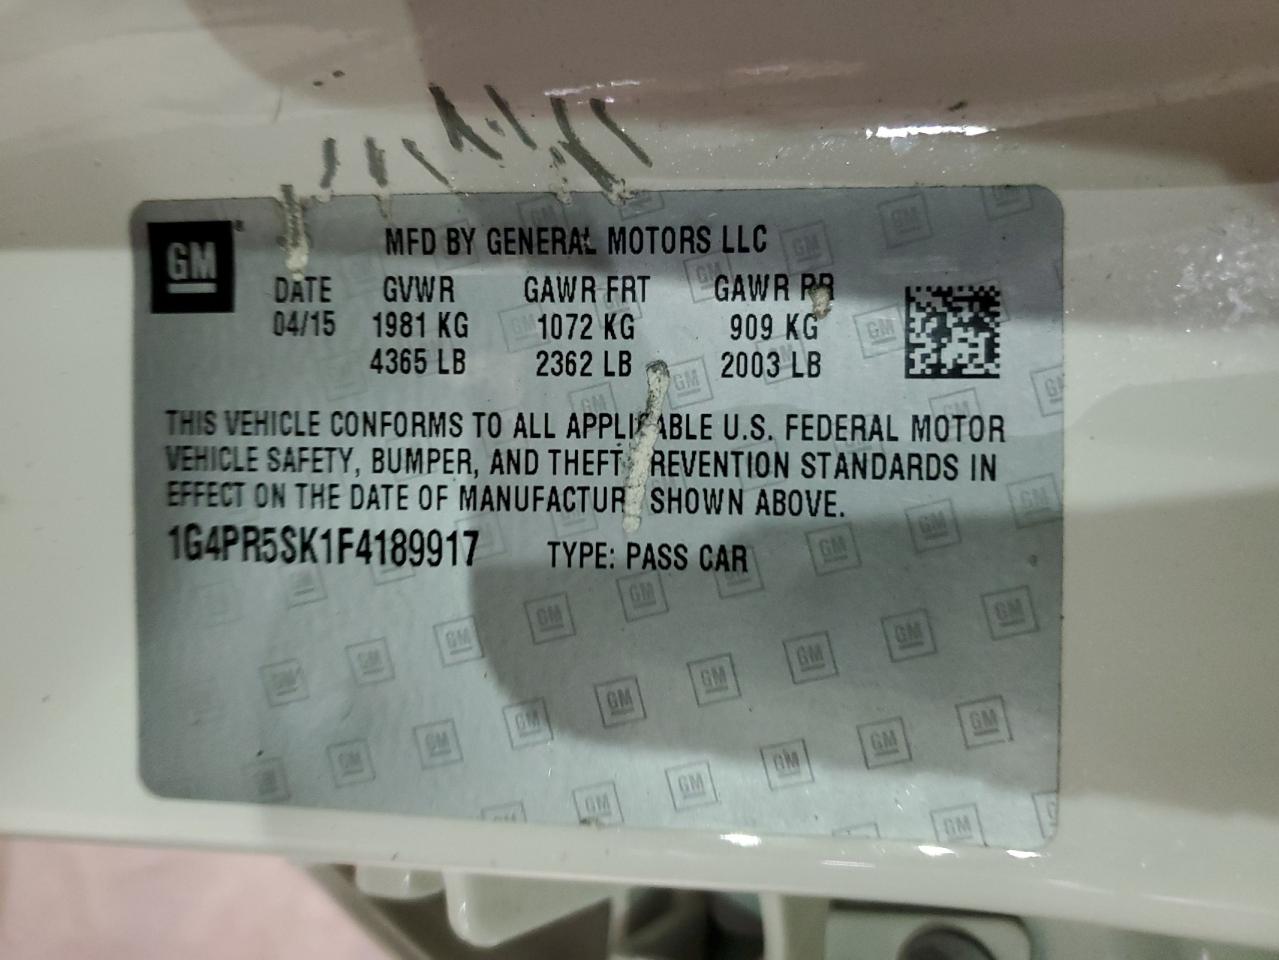 GM
MFD BY GENERAL MOTORS LLC
DATE GVWR GAWR FRT GAWR RR
04/15 1981 KG 1072 KG 909 KG
4365 LB 2362 LB 2003 LB
THIS VEHICLE CONFORMS TO ALL APPLICABLE U.S. FEDERAL MOTOR
VEHICLE SAFETY, BUMPER, AND THEFT PREVENTION STANDARDS IN
EFFECT ON THE DATE OF MANUFACTUR SHOWN ABOVE.
1G4PR5SK1F4189917 TYPE: PASS CAR